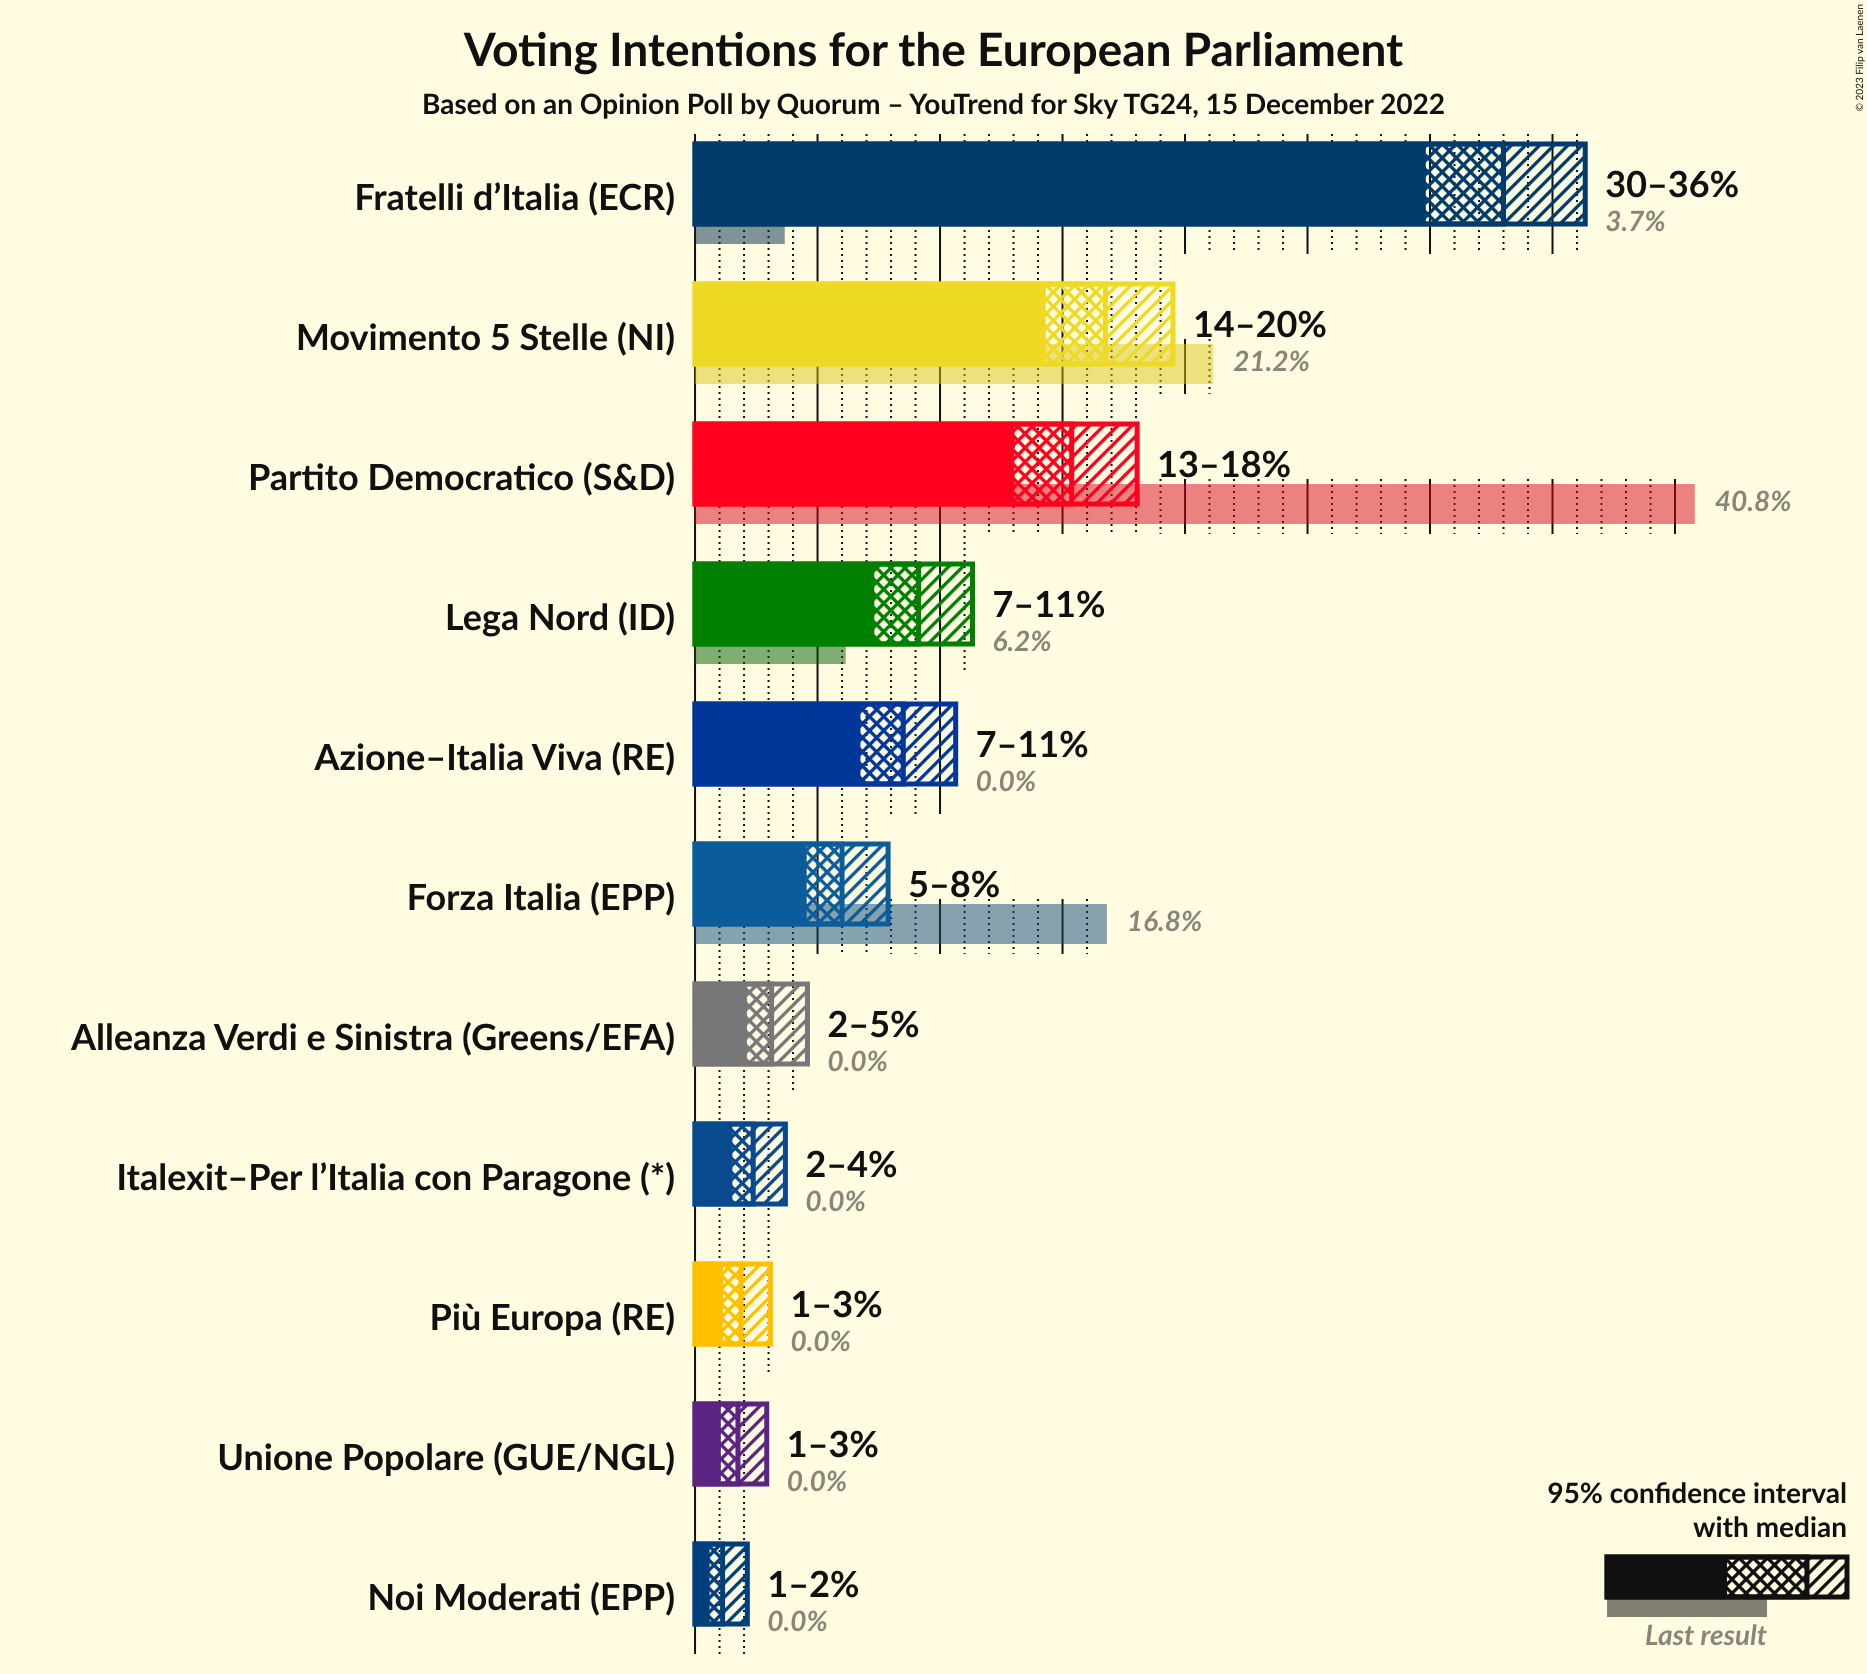 Voting Intentions for the European Parliament
Based on an Opinion Poll by Quorum – YouTrend for Sky TG24, 15 December 2022
© 2023 Filip van Laenen
Fratelli d’Italia (ECR)
30–36%
3.7%
Movimento 5 Stelle (NI)
14–20%
21.2%
Partito Democratico (S&D)
13–18%
40.8%
Lega Nord (ID)
7–11%
6.2%
Azione–Italia Viva (RE)
7–11%
0.0%
Forza Italia (EPP)
5–8%
16.8%
Alleanza Verdi e Sinistra (Greens/EFA)
2–5%
0.0%
Italexit–Per l’Italia con Paragone (*)
2–4%
0.0%
Più Europa (RE)
1–3%
0.0%
Unione Popolare (GUE/NGL)
1–3%
0.0%
Noi Moderati (EPP)
1–2%
0.0%
95% confidence interval
with median
Last result